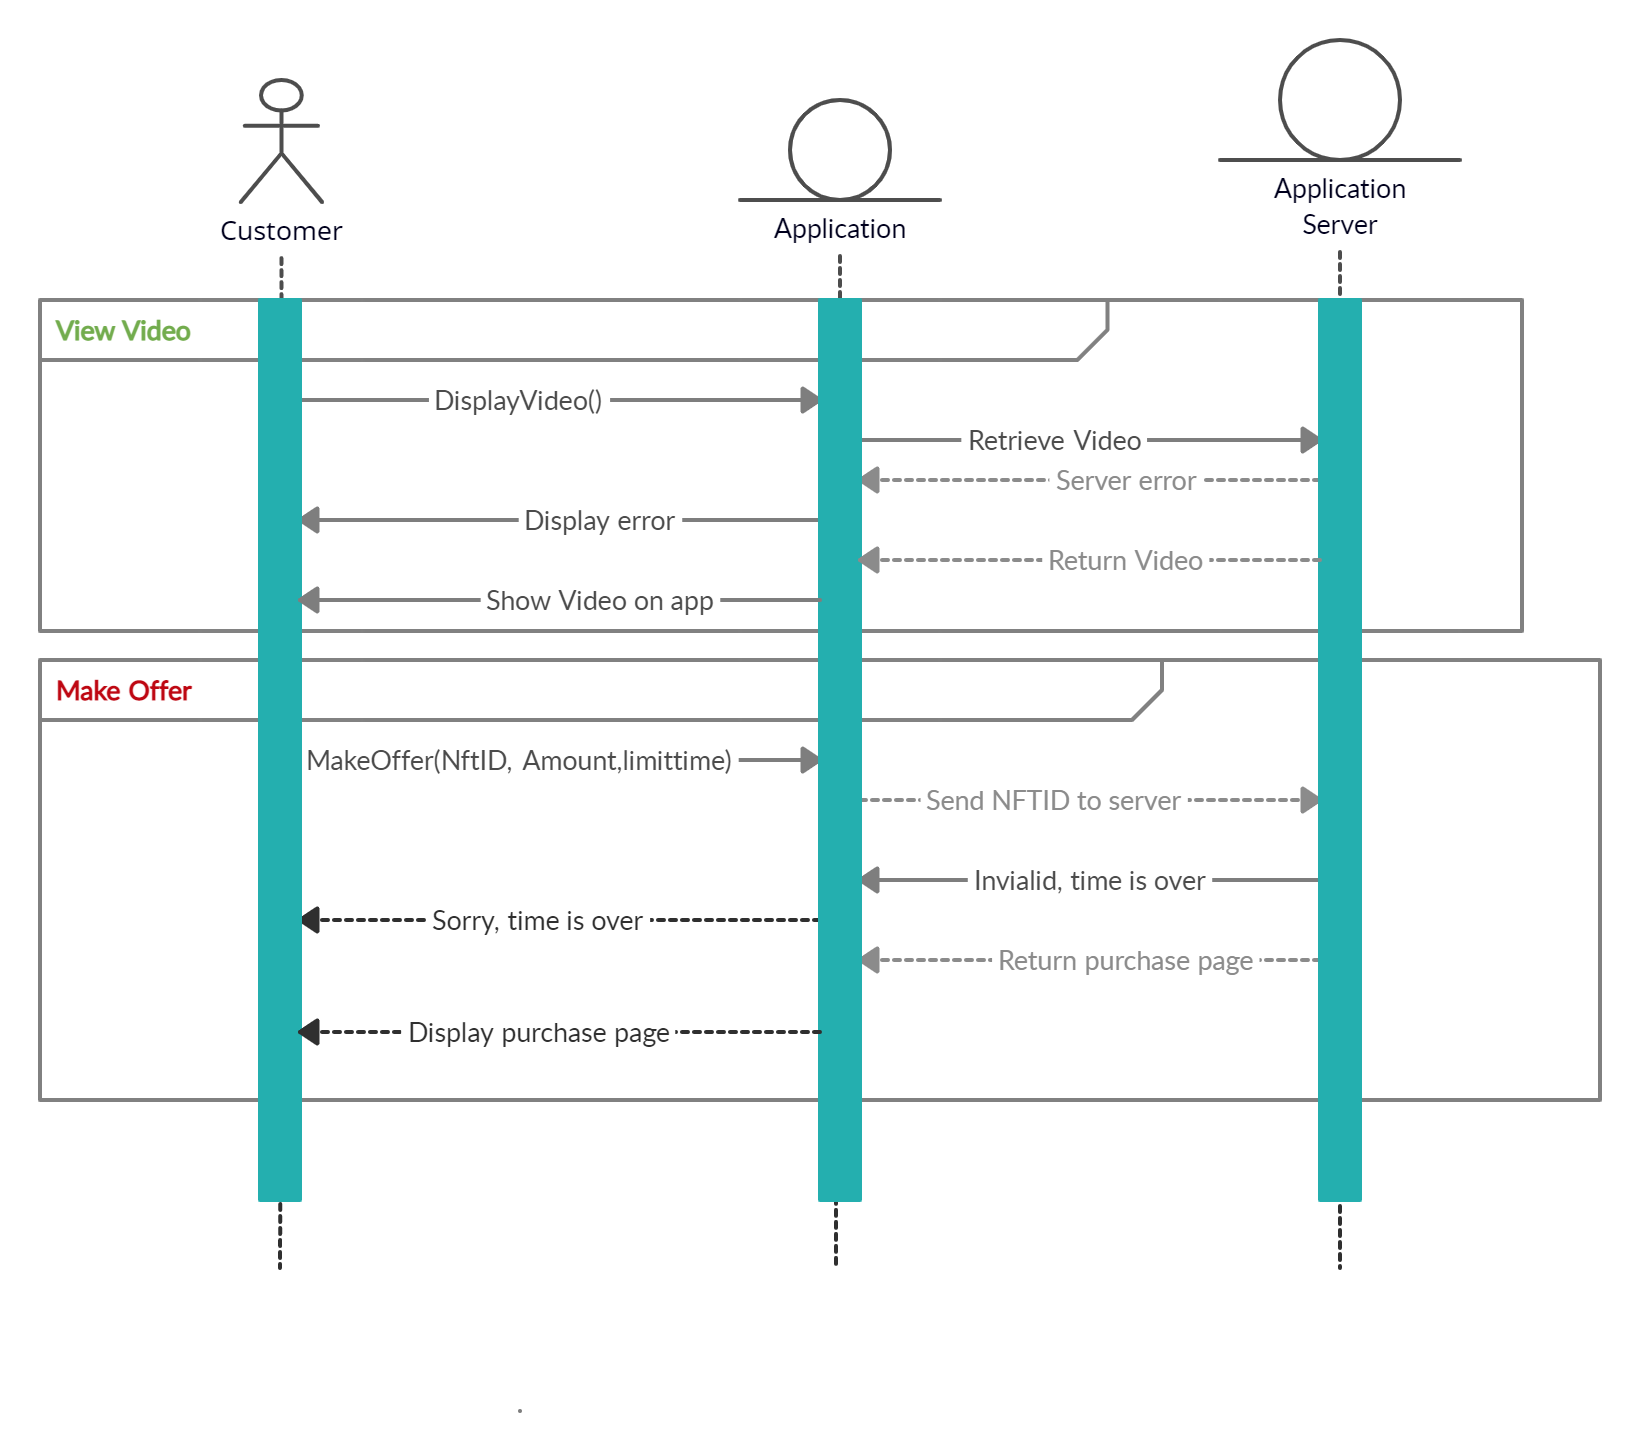 Customer
Application
Application
Server
View Video
DisplayVideo()
Retrieve Video
Server error
Display error
Return Video
Show Video on app
Make Offer
MakeOffer(NftID, Amount,limittime)
Send NFTID to server
Invialid, time is over
Sorry, time is over
Return purchase page
Display purchase page